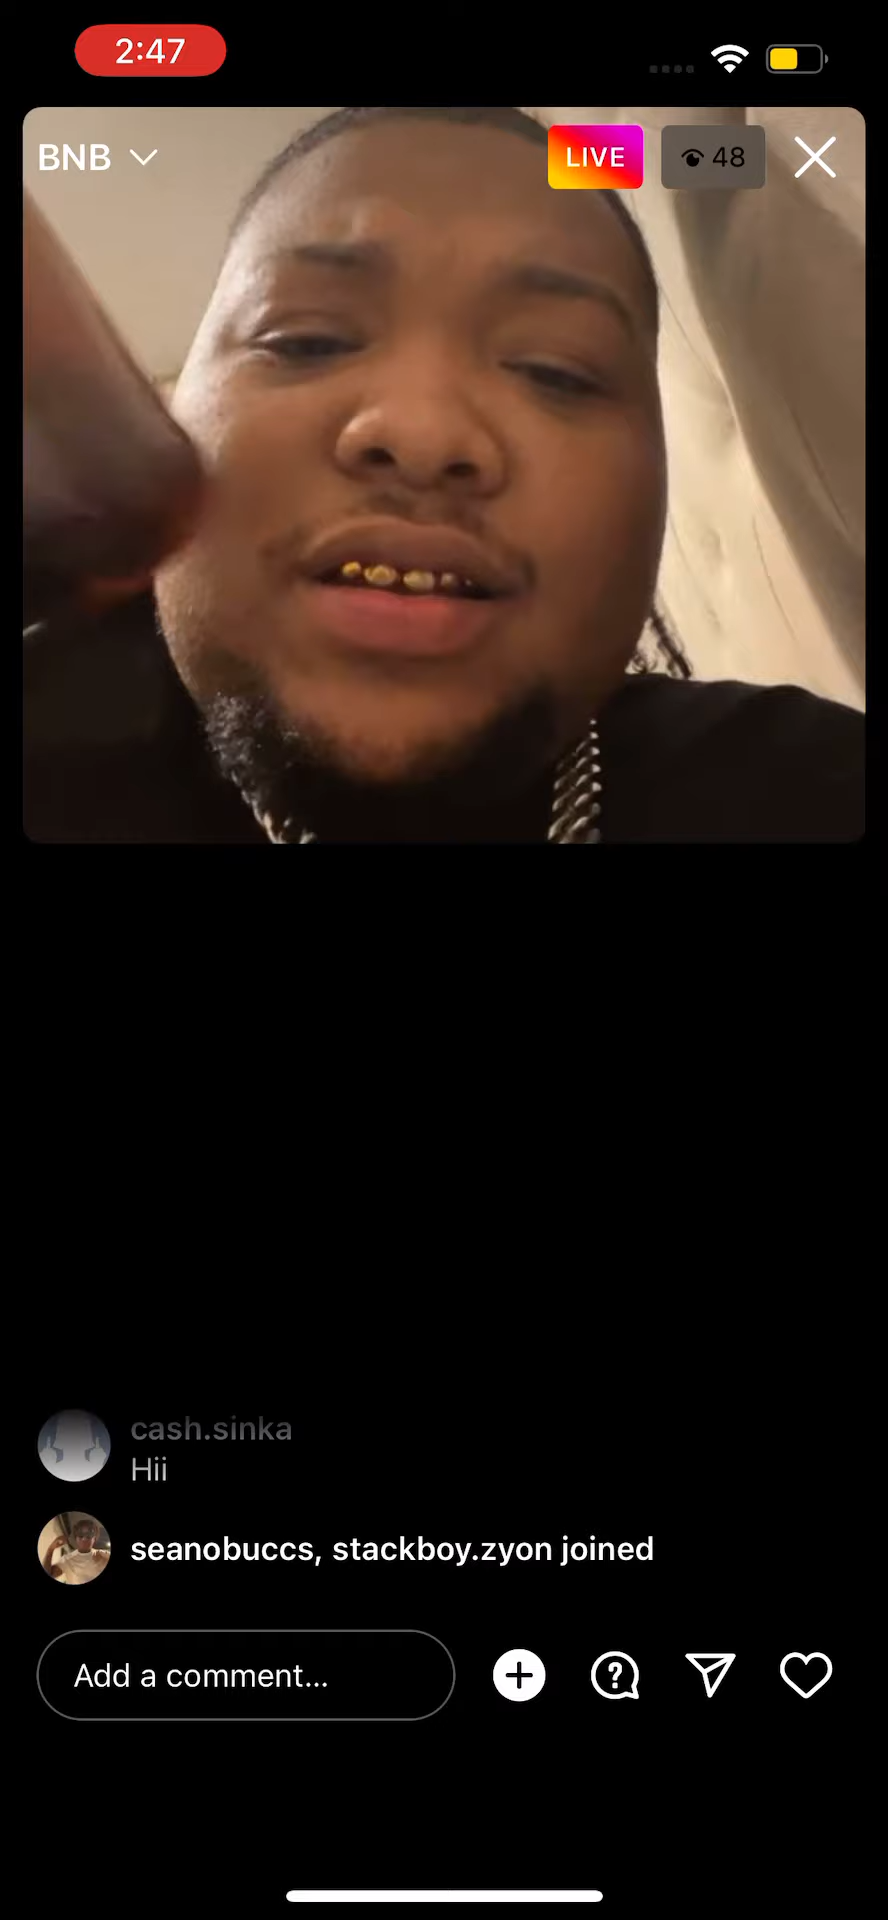 2:47
BNB
LIVE
48
cash.sinka
Hii
seanobuccs, stackboy.zyon joined
Add a comment...